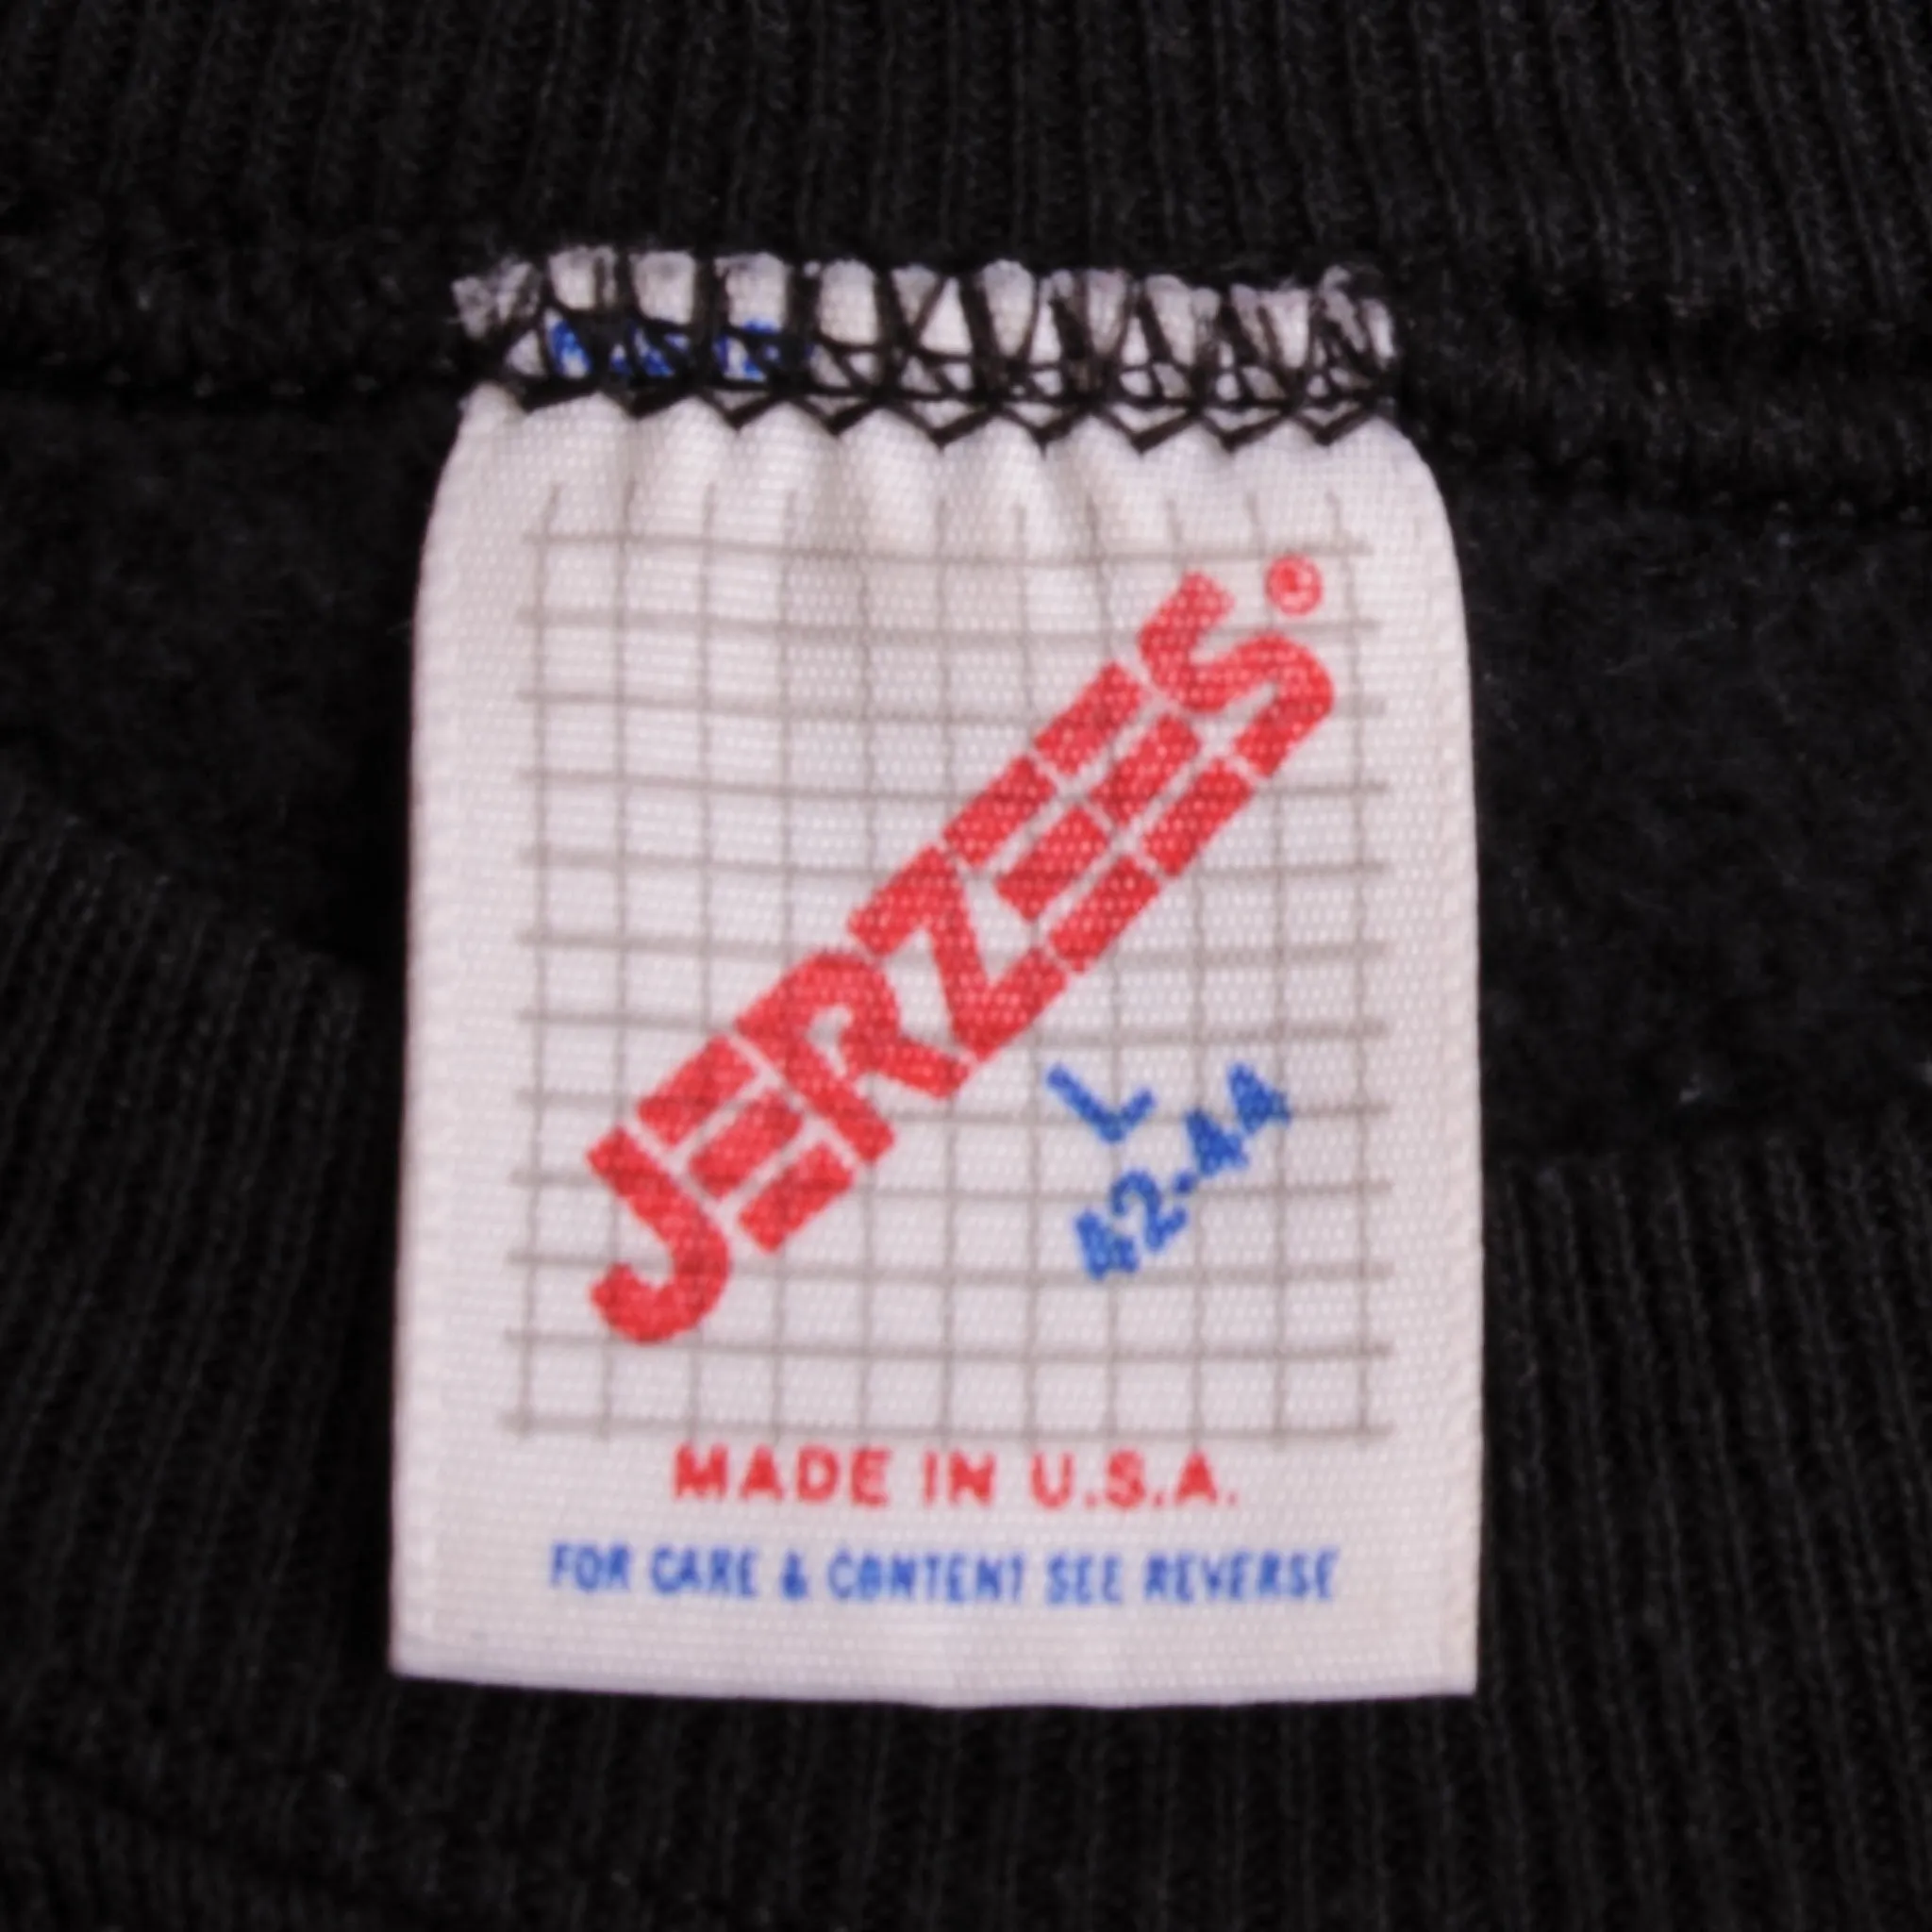 JERZEES®
L
42-44
MADE IN U.S.A.
FOR CARE & CONTENT SEE REVERSE